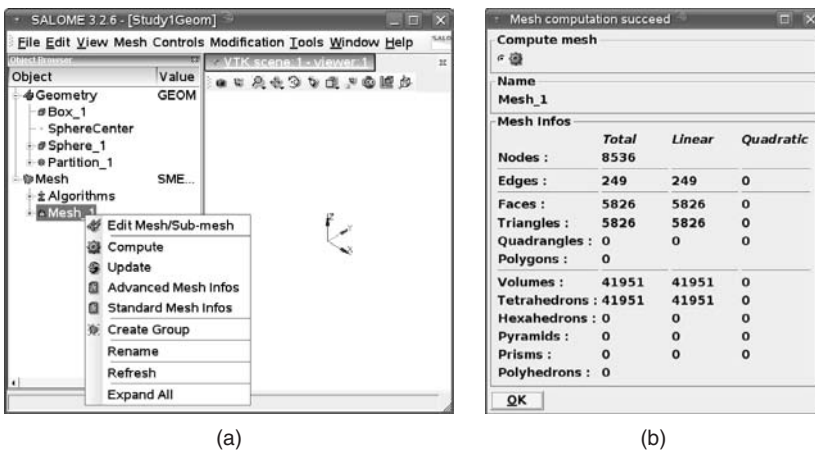 SALOME 3.2.6 - [Study1Geom]
File Edit View Mesh Controls Modification Tools Window Help
Object Browser
VTK scene:1 - viewer:1
Object Value
Geometry GEOM
Box_1
SphereCenter
Sphere_1
Partition_1
Mesh SME...
Algorithms
Mesh_1
Edit Mesh/Sub-mesh
Compute
Update
Advanced Mesh Infos
Standard Mesh Infos
Create Group
Rename
Refresh
Expand All
(a)
Mesh computation succeed
Compute mesh
Name
Mesh_1
Mesh Infos
Total Linear Quadratic
Nodes : 8536
Edges : 249 249 0
Faces : 5826 5826 0
Triangles : 5826 5826 0
Quadrangles : 0 0 0
Polygons : 0
Volumes : 41951 41951 0
Tetrahedrons : 41951 41951 0
Hexahedrons : 0 0 0
Pyramids : 0 0 0
Prisms : 0 0 0
Polyhedrons : 0
OK
(b)